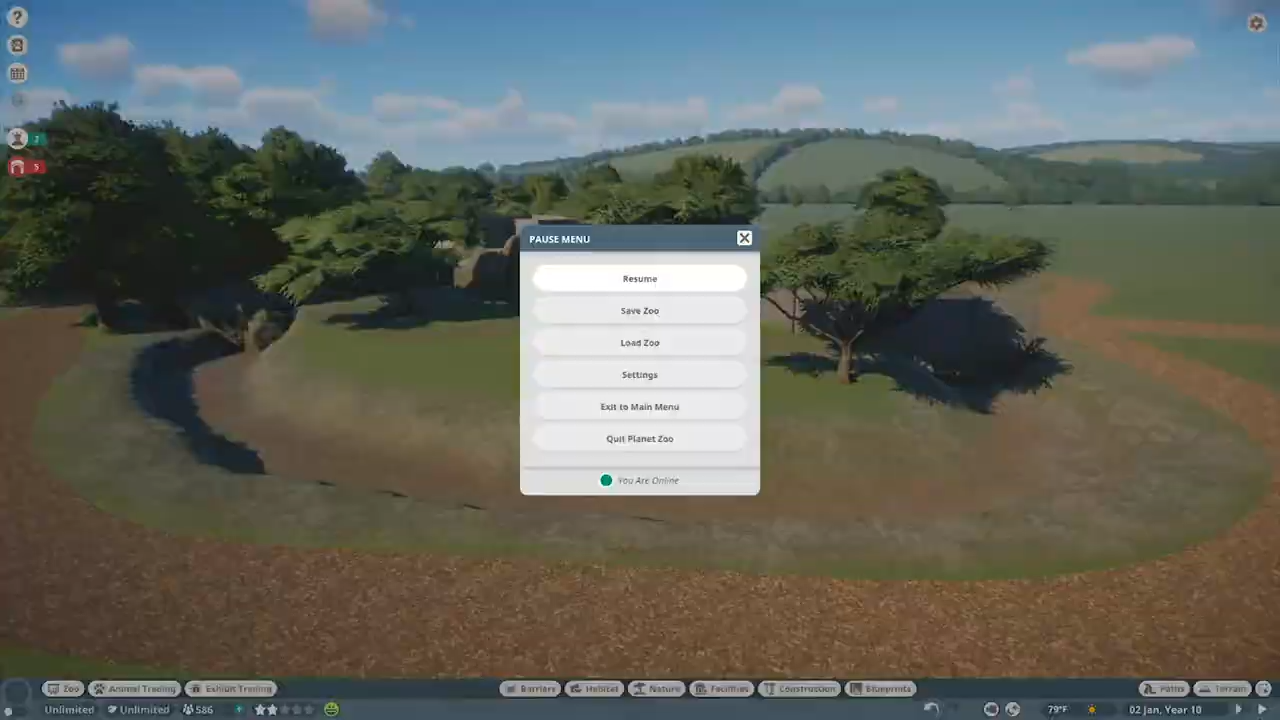 ?
7
5
PAUSE MENU
Resume
Save Zoo
Load Zoo
Settings
Exit to Main Menu
Quit Planet Zoo
You Are Online
Zoo Animal Trading Exhibit Trading Barriers Habitat Nature Facilities Construction Blueprints Paths Terrain
Unlimited Unlimited 586 79°F 02 Jan, Year 10